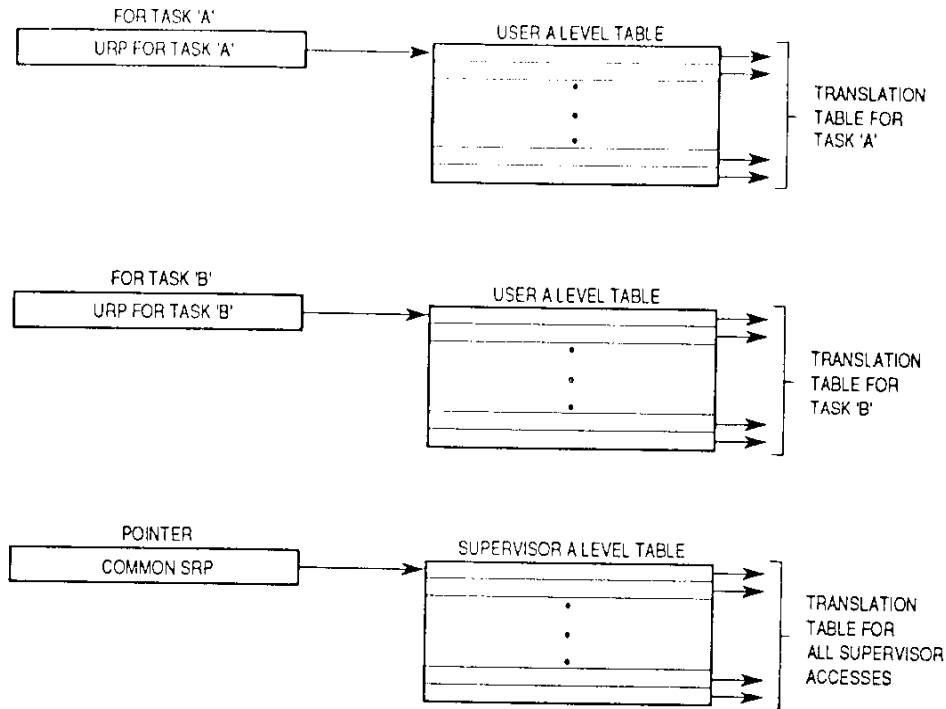 FOR TASK 'A'
URP FOR TASK 'A'
USER A LEVEL TABLE
TRANSLATION
TABLE FOR
TASK 'A'
FOR TASK 'B'
URP FOR TASK 'B'
USER A LEVEL TABLE
TRANSLATION
TABLE FOR
TASK 'B'
POINTER
COMMON SRP
SUPERVISOR A LEVEL TABLE
TRANSLATION
TABLE FOR
ALL SUPERVISOR
ACCESSES